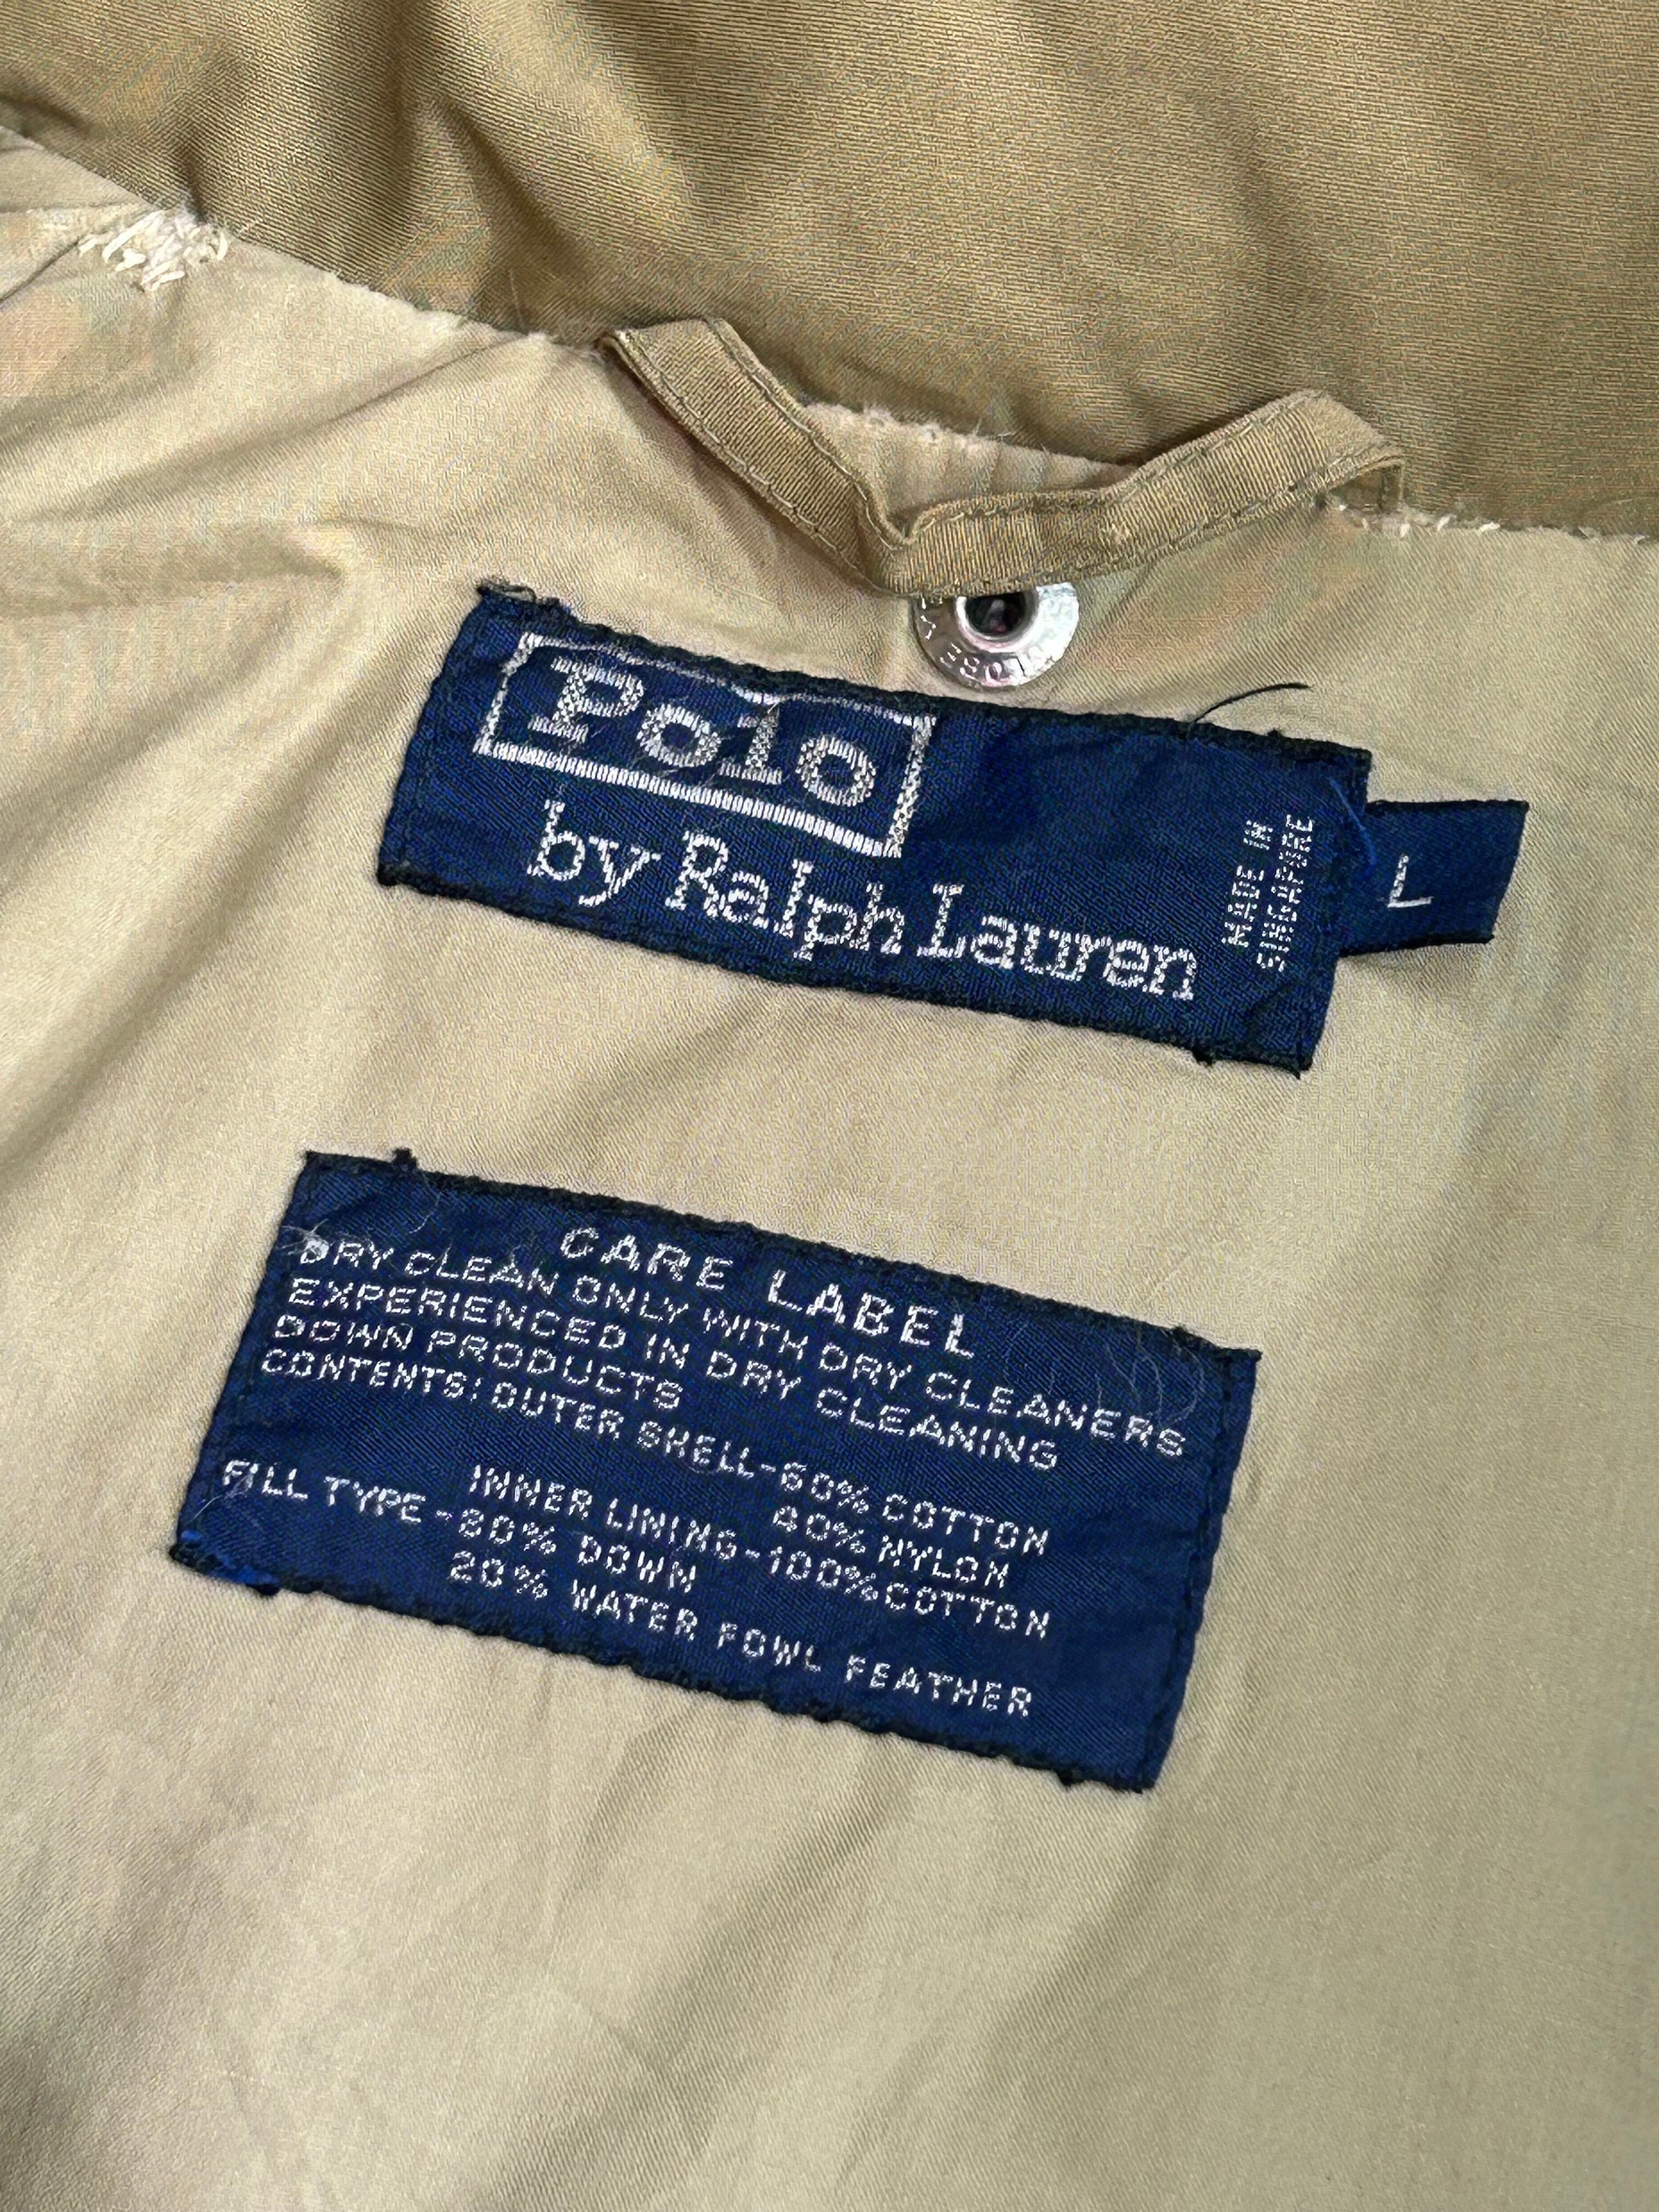 Polo
by Ralph Lauren
MADE IN
SINGAPORE
L
CARE LABEL
DRY CLEAN ONLY WITH DRY CLEANERS
EXPERIENCED IN DRY CLEANING
DOWN PRODUCTS
CONTENTS: OUTER SHELL-60% COTTON
40% NYLON
INNER LINING-100% COTTON
FILL TYPE-80% DOWN
20% WATER FOWL FEATHER